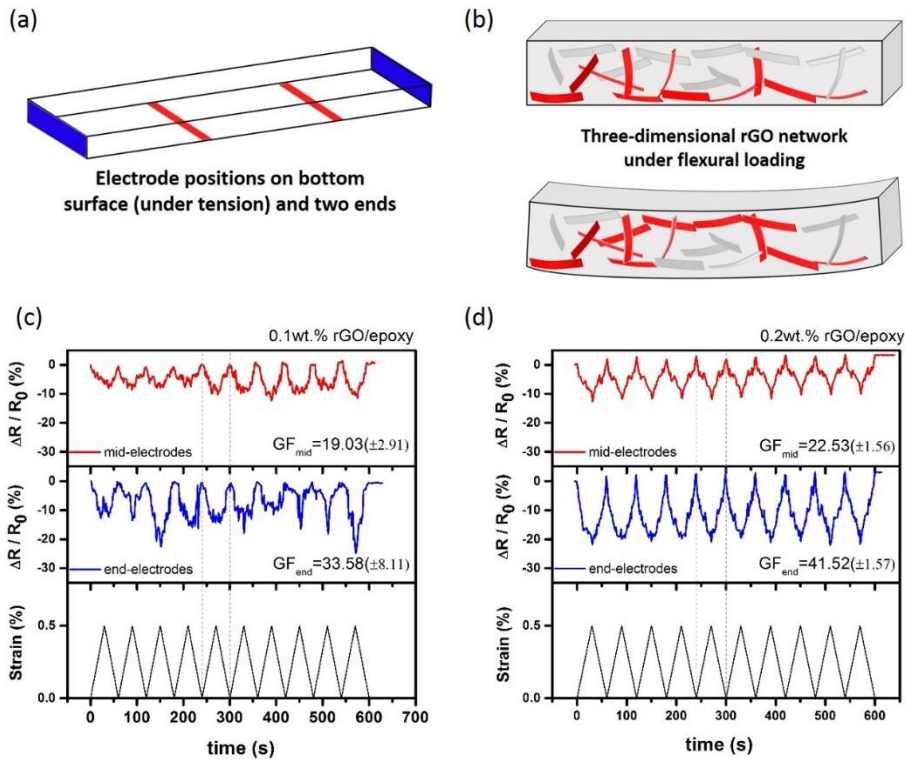 (a)
Electrode positions on bottom
surface (under tension) and two ends
(b)
Three-dimensional rGO network
under flexural loading
(c)
0.1wt.% rGO/epoxy
ΔR / R0 (%)
0
-10
-20
-30
mid-electrodes
GFmid=19.03(±2.91)
ΔR / R0 (%)
0
-10
-20
-30
end-electrodes
GFend=33.58(±8.11)
Strain (%)
0.5
0.0
0 100 200 300 400 500 600 700
time (s)
(d)
0.2wt.% rGO/epoxy
ΔR / R0 (%)
0
-10
-20
-30
mid-electrodes
GFmid=22.53(±1.56)
ΔR / R0 (%)
0
-10
-20
-30
end-electrodes
GFend=41.52(±1.57)
Strain (%)
0.5
0.0
0 100 200 300 400 500 600
time (s)